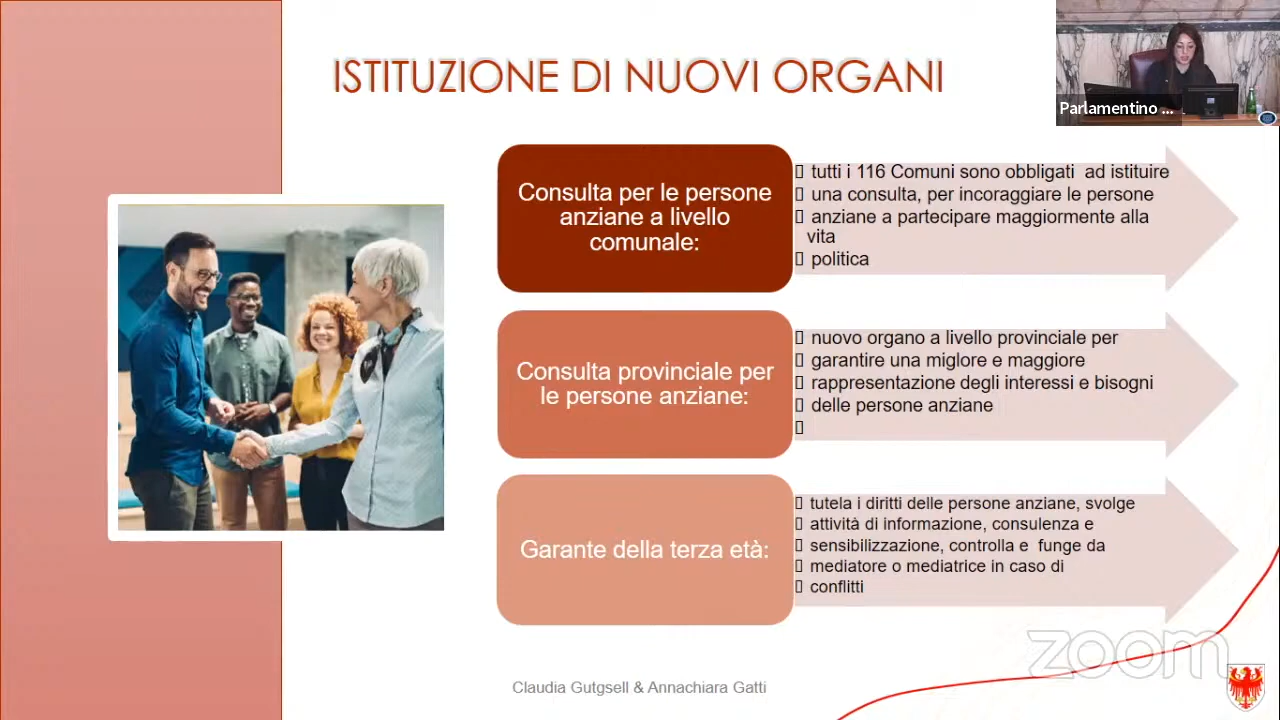 ISTITUZIONE DI NUOVI ORGANI
Parlamentino ...
Consulta per le persone
anziane a livello
comunale:
▯ tutti i 116 Comuni sono obbligati  ad istituire
▯ una consulta, per incoraggiare le persone
▯ anziane a partecipare maggiormente alla
vita
▯ politica
Consulta provinciale per
le persone anziane:
▯ nuovo organo a livello provinciale per
▯ garantire una miglore e maggiore
▯ rappresentazione degli interessi e bisogni
▯ delle persone anziane
▯
Garante della terza età:
▯ tutela i diritti delle persone anziane, svolge
▯ attività di informazione, consulenza e
▯ sensibilizzazione, controlla e  funge da
▯ mediatore o mediatrice in caso di
▯ conflitti
zoom
Claudia Gutgsell & Annachiara Gatti